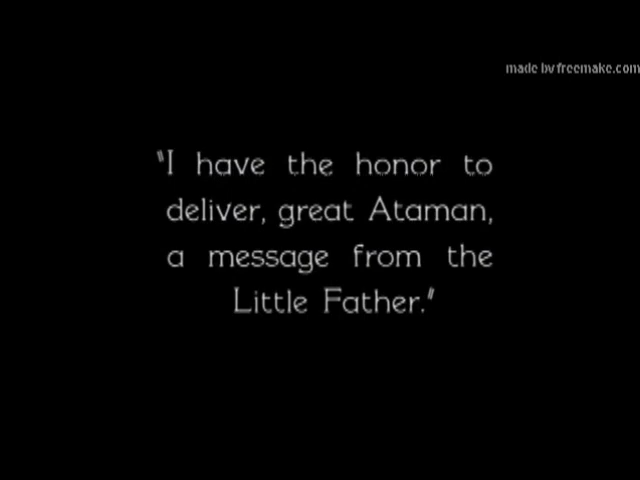 made by freemake.com
"I have the honor to
deliver, great Ataman,
a message from the
Little Father."